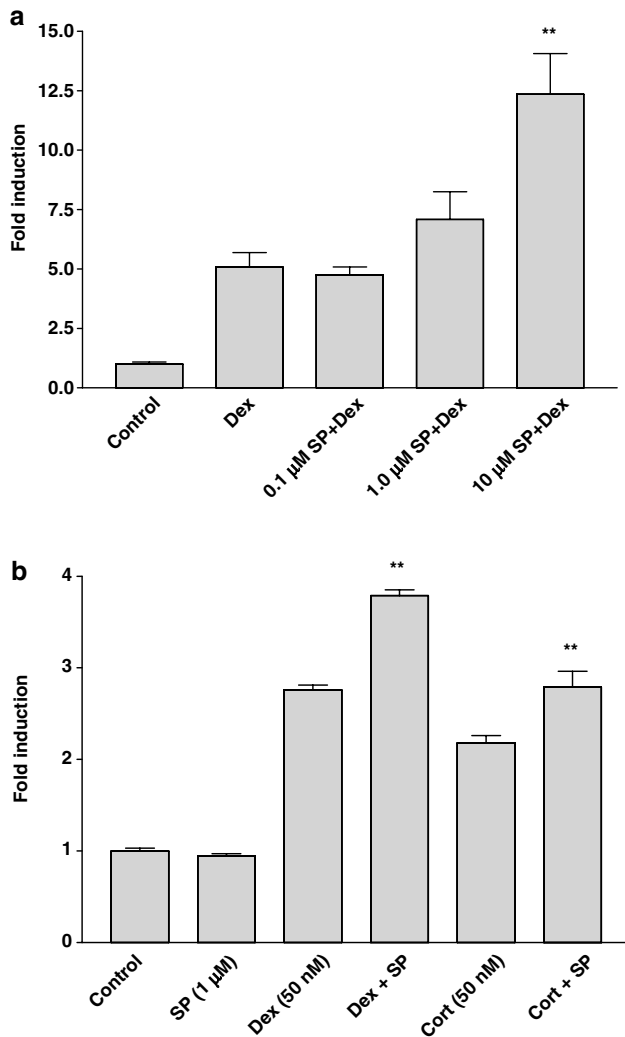 a
15.0
**
12.5
10.0
7.5
5.0
2.5
0.0
Fold induction
Control
Dex
0.1 µM SP+Dex
1.0 µM SP+Dex
10 µM SP+Dex
b
4
**
3
**
2
1
0
Fold induction
Control
SP (1 µM)
Dex (50 nM)
Dex + SP
Cort (50 nM)
Cort + SP